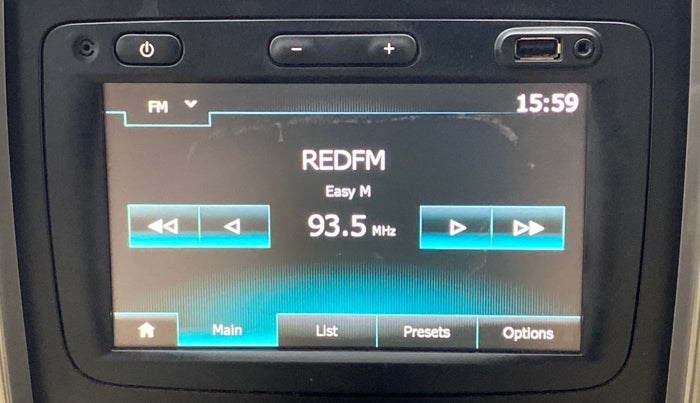 FM
15:59
REDFM
Easy M
93.5 MHz
Main
List
Presets
Options